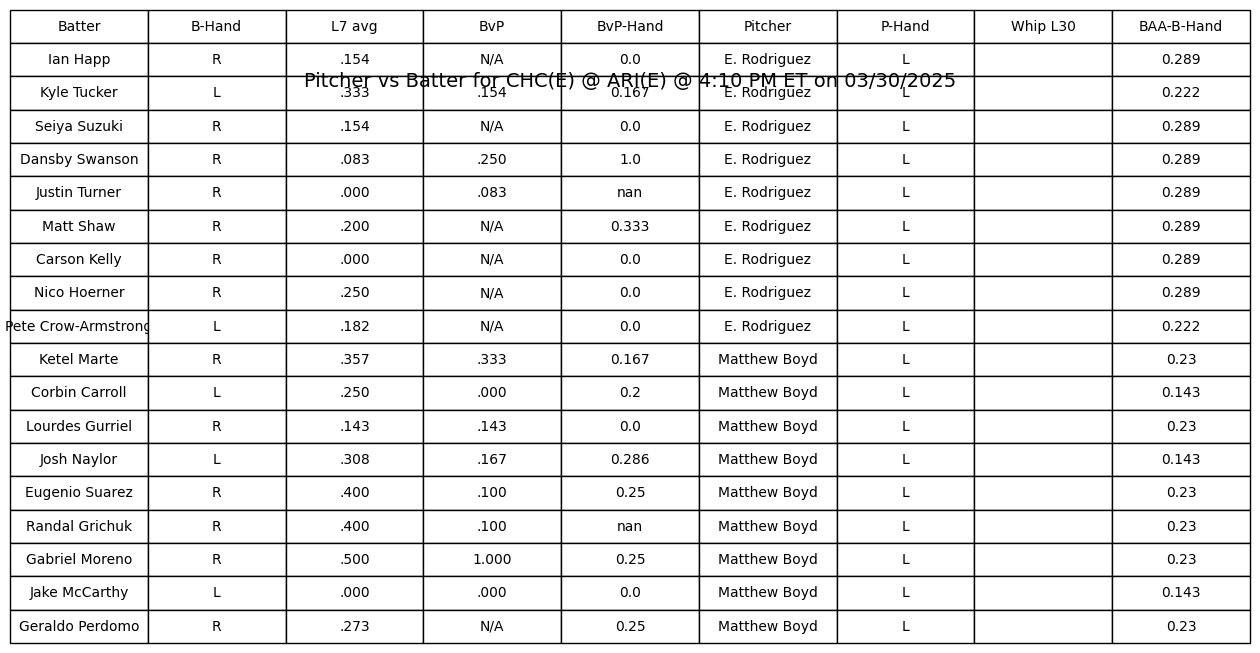 Batter B-Hand L7 avg BvP BvP-Hand Pitcher P-Hand Whip L30 BAA-B-Hand
Ian Happ R .154 N/A 0.0 E. Rodriguez L 0.289
Pitcher vs Batter for CHC(E) @ ARI(E) @ 4:10 PM ET on 03/30/2025
Kyle Tucker L .333 .154 0.167 E. Rodriguez L 0.222
Seiya Suzuki R .154 N/A 0.0 E. Rodriguez L 0.289
Dansby Swanson R .083 .250 1.0 E. Rodriguez L 0.289
Justin Turner R .000 .083 nan E. Rodriguez L 0.289
Matt Shaw R .200 N/A 0.333 E. Rodriguez L 0.289
Carson Kelly R .000 N/A 0.0 E. Rodriguez L 0.289
Nico Hoerner R .250 N/A 0.0 E. Rodriguez L 0.289
Pete Crow-Armstrong L .182 N/A 0.0 E. Rodriguez L 0.222
Ketel Marte R .357 .333 0.167 Matthew Boyd L 0.23
Corbin Carroll L .250 .000 0.2 Matthew Boyd L 0.143
Lourdes Gurriel R .143 .143 0.0 Matthew Boyd L 0.23
Josh Naylor L .308 .167 0.286 Matthew Boyd L 0.143
Eugenio Suarez R .400 .100 0.25 Matthew Boyd L 0.23
Randal Grichuk R .400 .100 nan Matthew Boyd L 0.23
Gabriel Moreno R .500 1.000 0.25 Matthew Boyd L 0.23
Jake McCarthy L .000 .000 0.0 Matthew Boyd L 0.143
Geraldo Perdomo R .273 N/A 0.25 Matthew Boyd L 0.23